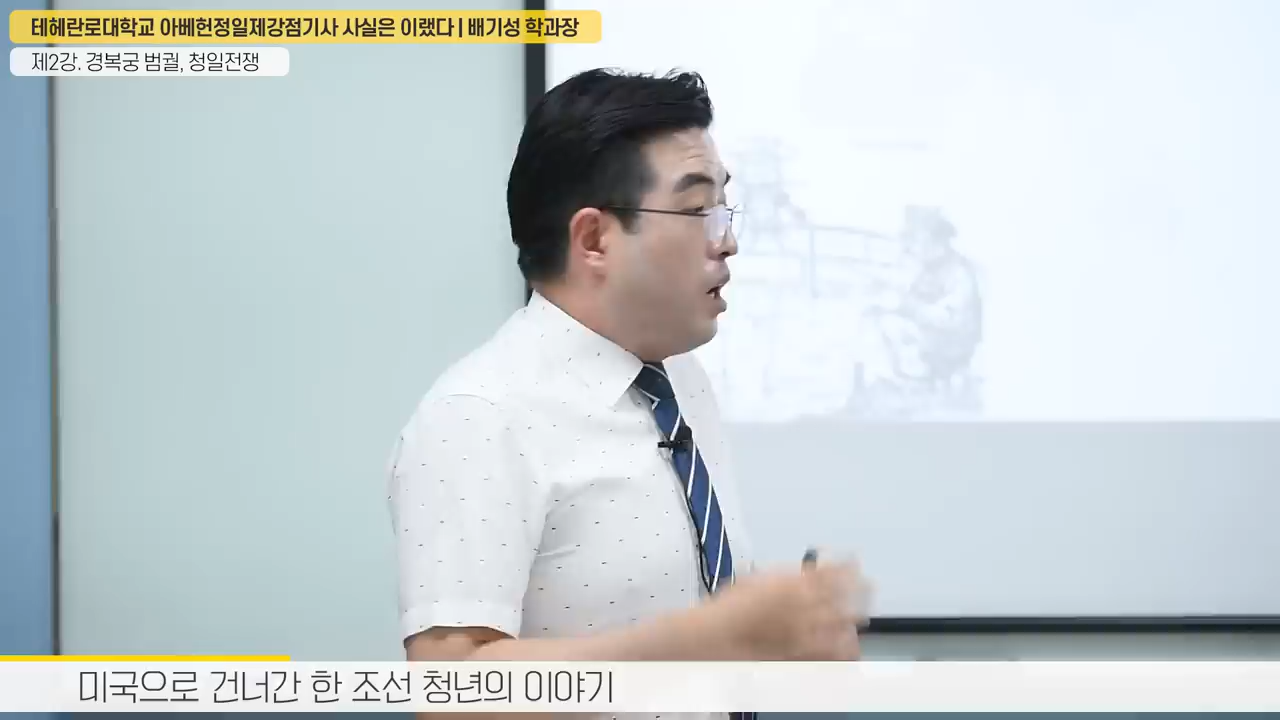 테헤란로대학교 아베헌정일제강점기사 사실은 이랬다 | 배기성 학과장
제2강. 경복궁 범궐, 청일전쟁
미국으로 건너간 한 조선 청년의 이야기